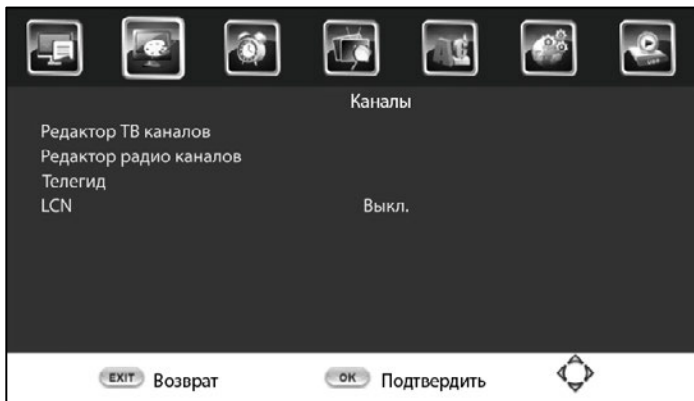 Каналы
Редактор ТВ каналов
Редактор радио каналов
Телегид
LCN Выкл.
EXIT Возврат OK Подтвердить